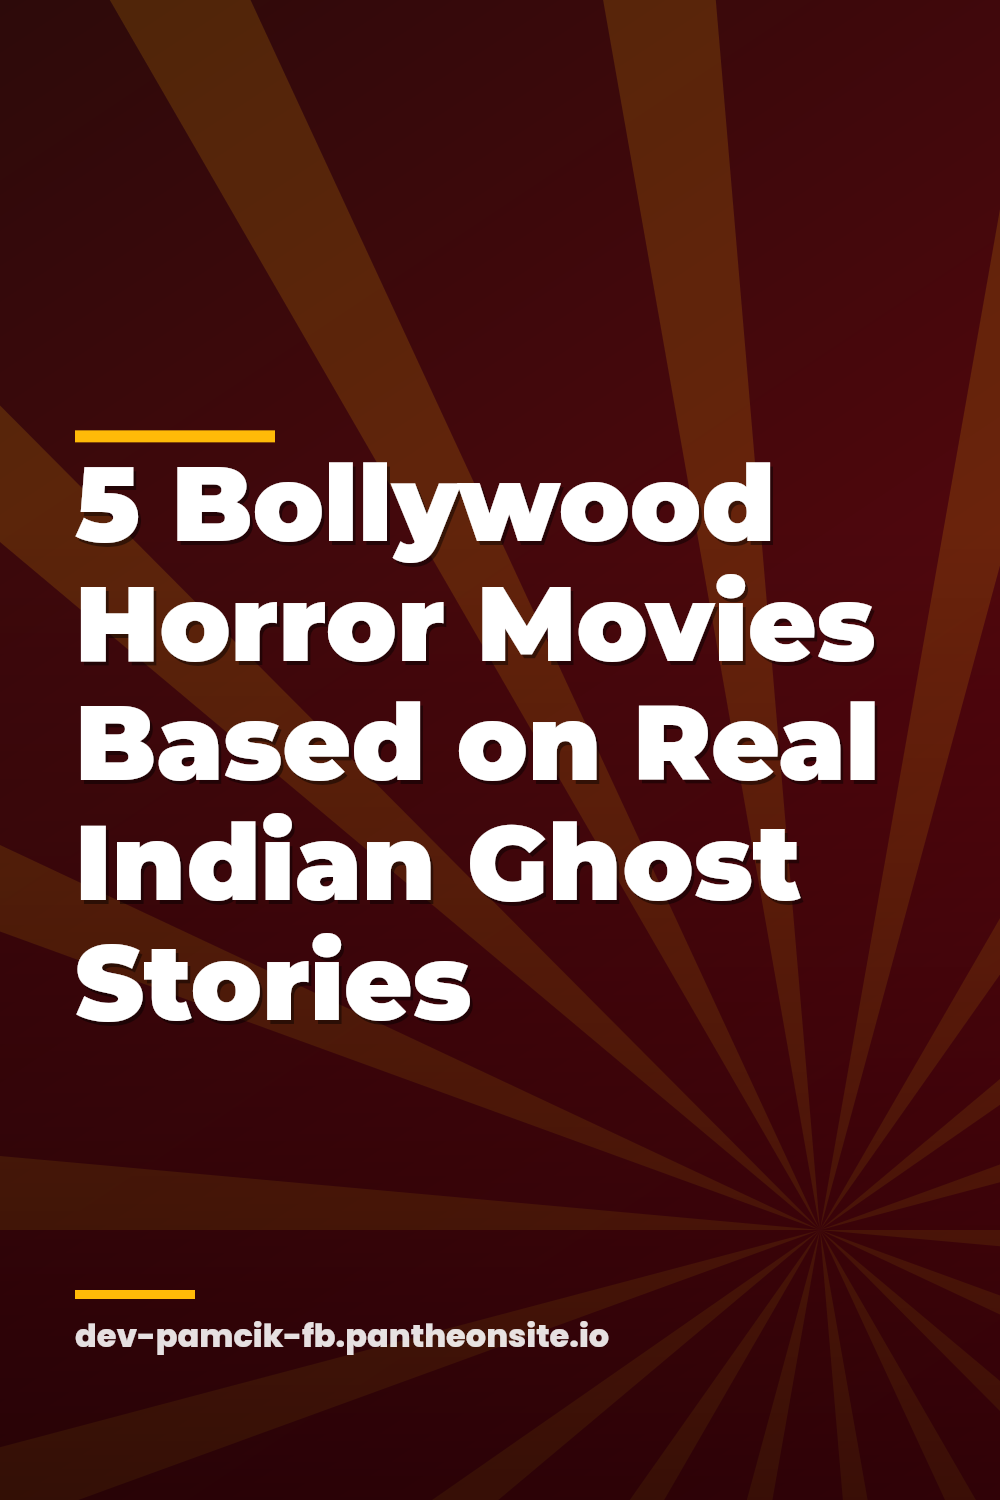 5 Bollywood
Horror Movies
Based on Real
Indian Ghost
Stories
dev-pamcik-fb.pantheonsite.io